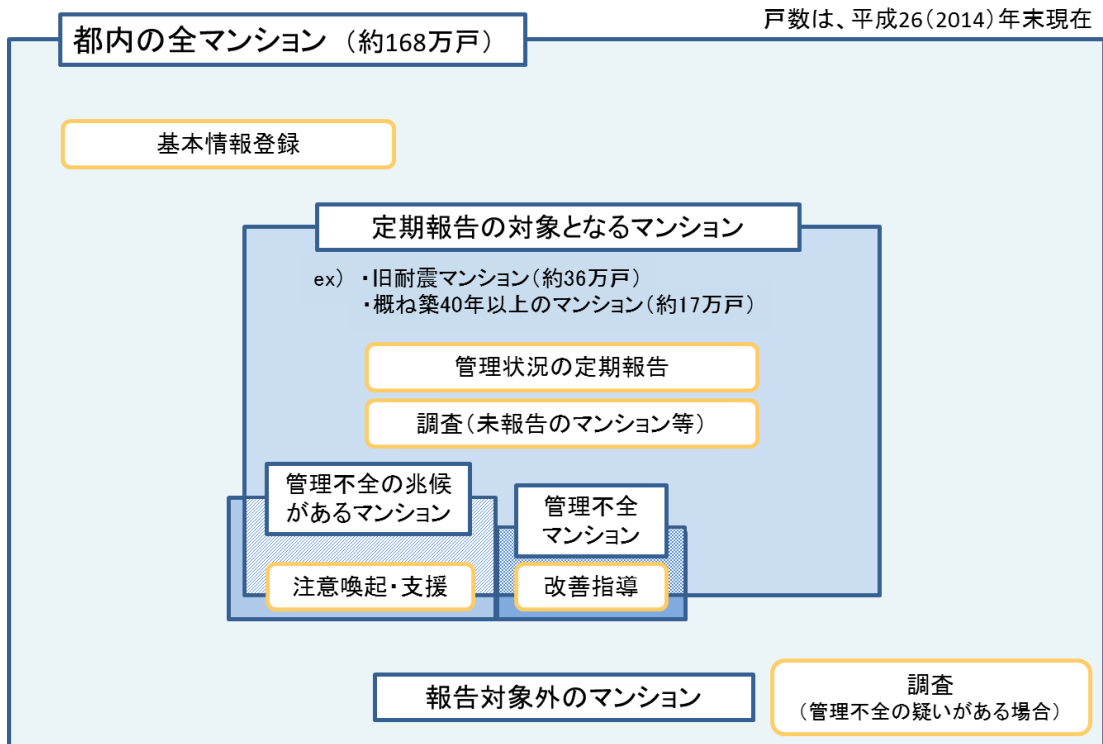 戸数は、平成26(2014)年末現在
都内の全マンション (約168万戸)
基本情報登録
定期報告の対象となるマンション
ex) ・旧耐震マンション(約36万戸)
・概ね築40年以上のマンション(約17万戸)
管理状況の定期報告
調査(未報告のマンション等)
管理不全の兆候
があるマンション
管理不全
マンション
注意喚起・支援
改善指導
報告対象外のマンション
調査
(管理不全の疑いがある場合)